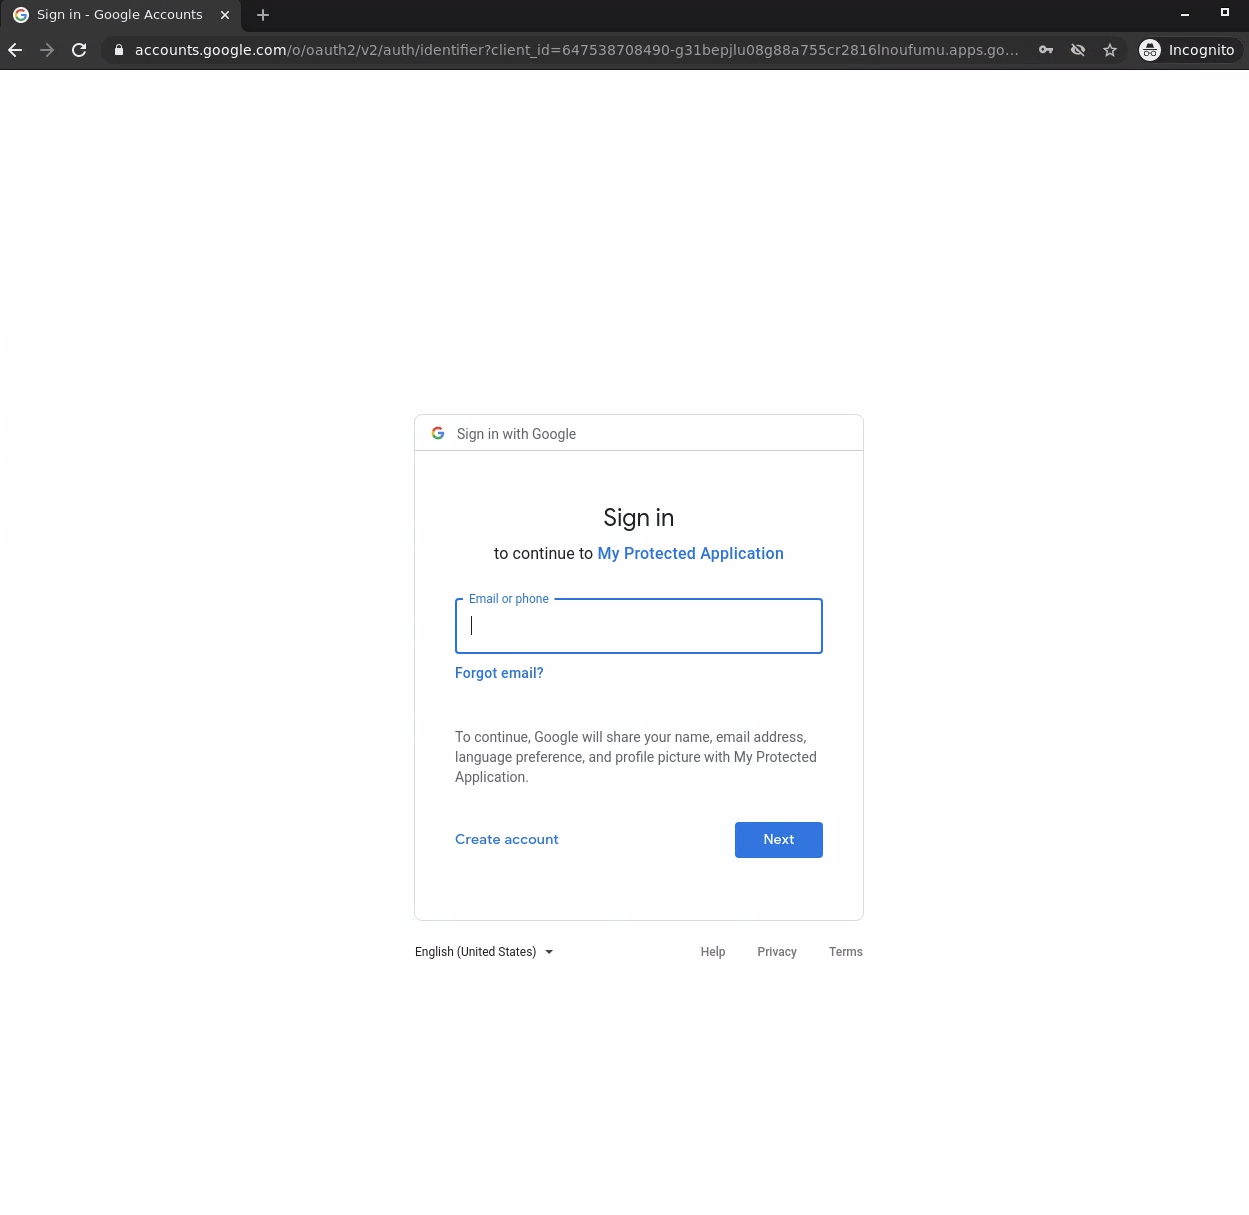 Sign in - Google Accounts
accounts.google.com/o/oauth2/v2/auth/identifier?client_id=647538708490-g31bepjlu08g88a755cr2816lnoufumu.apps.go...
Incognito
Sign in with Google
Sign in
to continue to My Protected Application
Email or phone
Forgot email?
To continue, Google will share your name, email address,
language preference, and profile picture with My Protected
Application.
Create account
Next
English (United States)
Help
Privacy
Terms